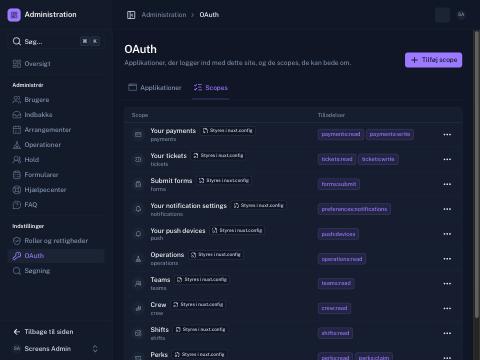 Administration
Administration > OAuth
SA
Søg...
⌘ K
Oversigt
Administrér
Brugere
Indbakke
Arrangementer
Operationer
Hold
Formularer
Hjælpecenter
FAQ
Indstillinger
Roller og rettigheder
OAuth
Søgning
Tilbage til siden
SA Screens Admin
OAuth
Applikationer, der logger ind med dette site, og de scopes, de kan bede om.
Tilføj scope
Applikationer
Scopes
Scope Tilladelser
Your payments Styres i nuxt.config
payments
payments:read payments:write
Your tickets Styres i nuxt.config
tickets
tickets:read tickets:write
Submit forms Styres i nuxt.config
forms
forms:submit
Your notification settings Styres i nuxt.config
notifications
preferences:notifications
Your push devices Styres i nuxt.config
push
push:devices
Operations Styres i nuxt.config
operations
operations:read
Teams Styres i nuxt.config
teams
teams:read
Crew Styres i nuxt.config
crew
crew:read
Shifts Styres i nuxt.config
shifts
shifts:read
Perks Styres i nuxt.config
perks:read perks:claim